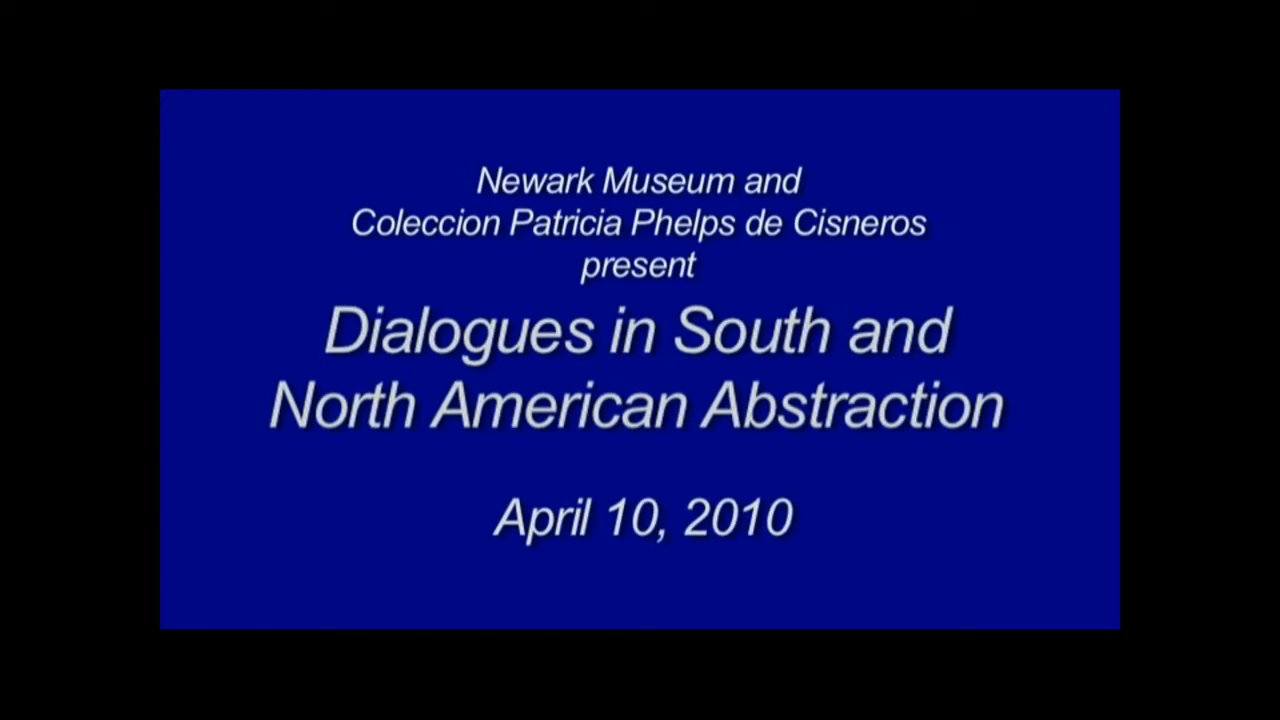 Newark Museum and
Coleccion Patricia Phelps de Cisneros
present
Dialogues in South and
North American Abstraction
April 10, 2010